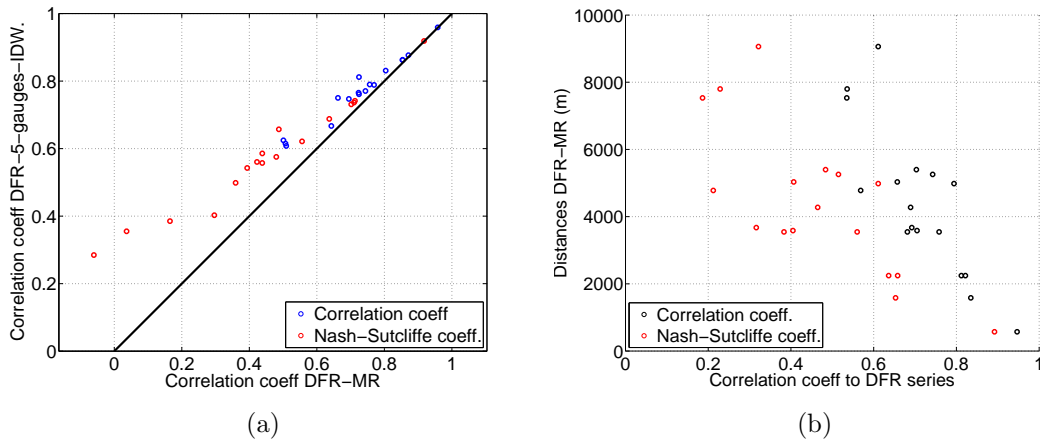 Correlation coeff DFR−5−gauges−IDW.
1
0.8
0.6
0.4
0.2
0
0
0.2
0.4
0.6
0.8
1
Correlation coeff DFR−MR
Correlation coeff
Nash−Sutcliffe coeff.
(a)
Distances DFR−MR (m)
10000
8000
6000
4000
2000
0
0
0.2
0.4
0.6
0.8
1
Correlation coeff to DFR series
Correlation coeff.
Nash−Sutcliffe coeff.
(b)